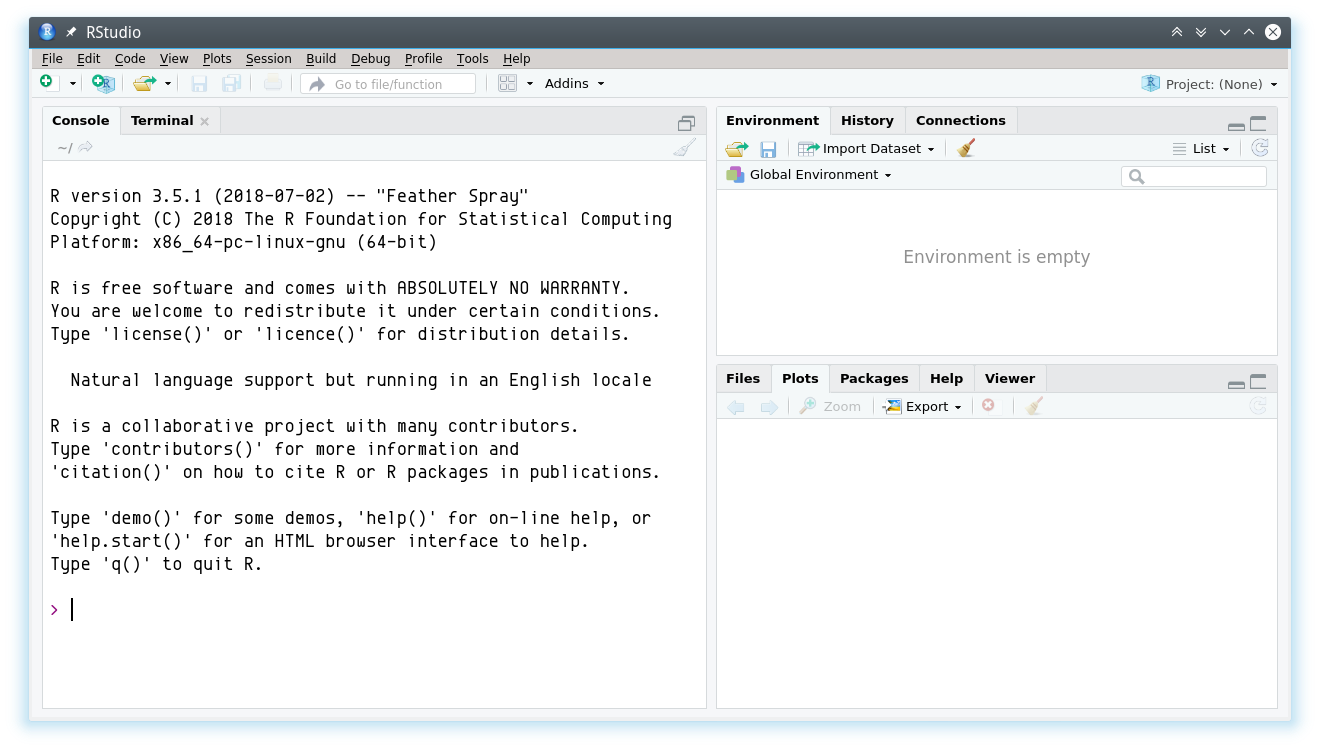 RStudio
File Edit Code View Plots Session Build Debug Profile Tools Help
Go to file/function Addins Project: (None)
Console Terminal
~/
R version 3.5.1 (2018-07-02) -- "Feather Spray"
Copyright (C) 2018 The R Foundation for Statistical Computing
Platform: x86_64-pc-linux-gnu (64-bit)
R is free software and comes with ABSOLUTELY NO WARRANTY.
You are welcome to redistribute it under certain conditions.
Type 'license()' or 'licence()' for distribution details.
Natural language support but running in an English locale
R is a collaborative project with many contributors.
Type 'contributors()' for more information and
'citation()' on how to cite R or R packages in publications.
Type 'demo()' for some demos, 'help()' for on-line help, or
'help.start()' for an HTML browser interface to help.
Type 'q()' to quit R.
>
Environment History Connections
Import Dataset List
Global Environment
Environment is empty
Files Plots Packages Help Viewer
Zoom Export